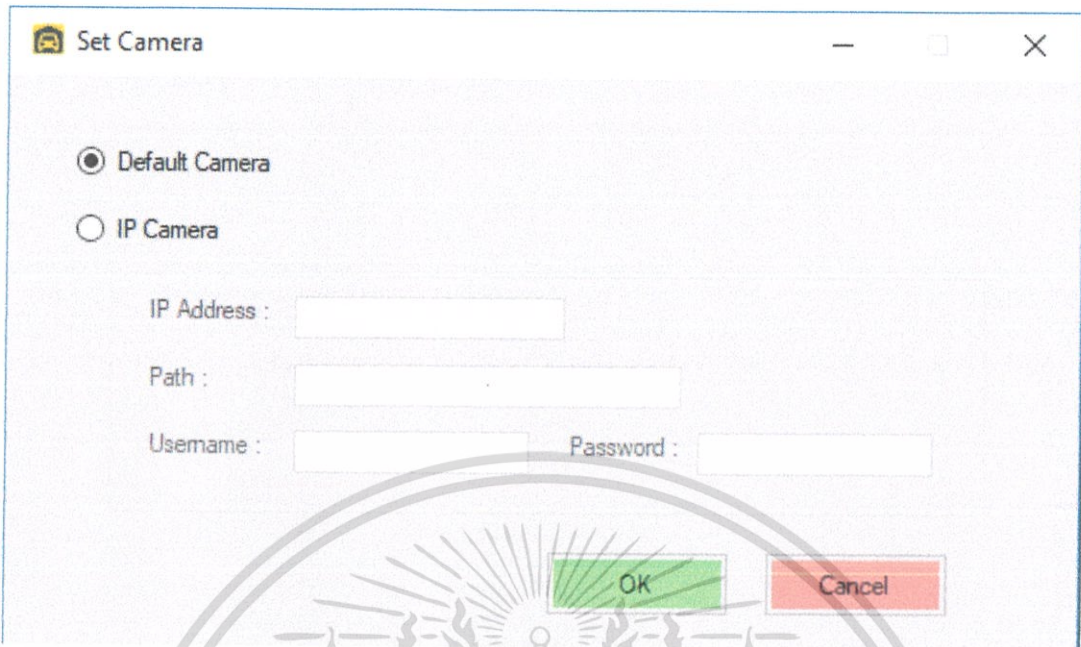 Set Camera
Default Camera
IP Camera
IP Address :
Path :
Username :
Password :
OK
Cancel